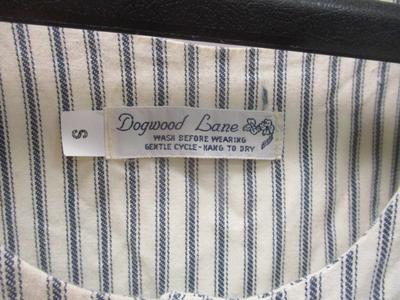 Dogwood Lane
WASH BEFORE WEARING
GENTLE CYCLE - HANG TO DRY
S